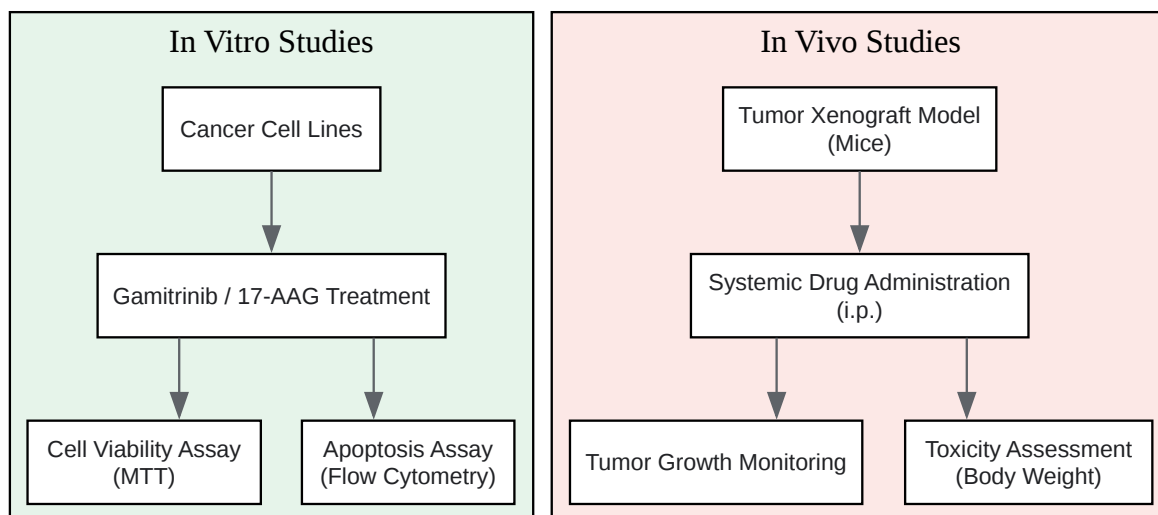 In Vitro Studies
Cancer Cell Lines
Gamitrinib / 17-AAG Treatment
Cell Viability Assay
(MTT)
Apoptosis Assay
(Flow Cytometry)
In Vivo Studies
Tumor Xenograft Model
(Mice)
Systemic Drug Administration
(i.p.)
Tumor Growth Monitoring
Toxicity Assessment
(Body Weight)